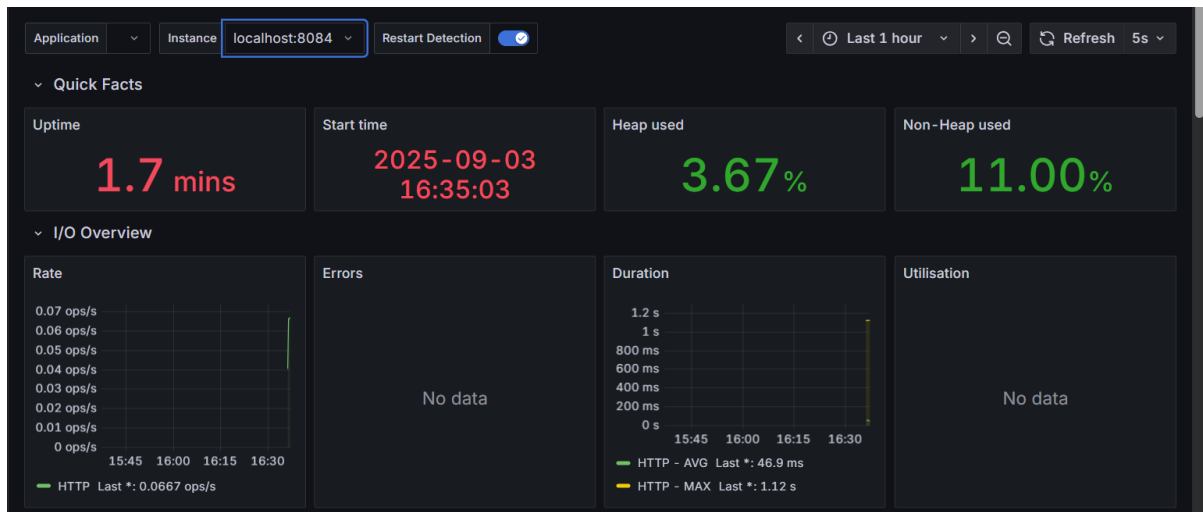 Application
Instance localhost:8084
Restart Detection
Last 1 hour
Refresh 5s
Quick Facts
Uptime
1.7 mins
Start time
2025-09-03
16:35:03
Heap used
3.67%
Non-Heap used
11.00%
I/O Overview
Rate
0.07 ops/s
0.06 ops/s
0.05 ops/s
0.04 ops/s
0.03 ops/s
0.02 ops/s
0.01 ops/s
0 ops/s
15:45 16:00 16:15 16:30
HTTP Last *: 0.0667 ops/s
Errors
No data
Duration
1.2 s
1 s
800 ms
600 ms
400 ms
200 ms
0 s
15:45 16:00 16:15 16:30
HTTP - AVG Last *: 46.9 ms
HTTP - MAX Last *: 1.12 s
Utilisation
No data